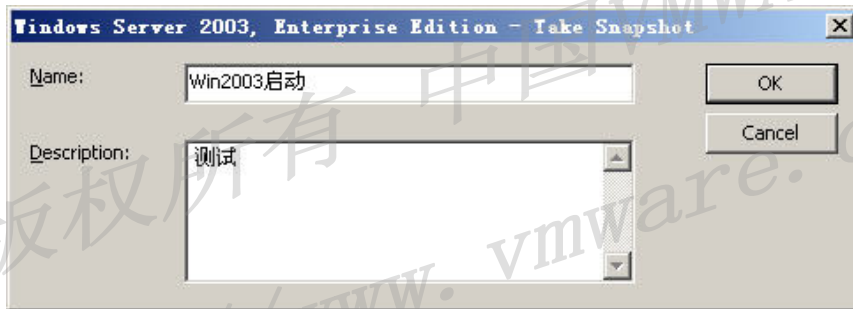 Windows Server 2003, Enterprise Edition - Take Snapshot
Name:
Win2003启动
OK
Cancel
Description:
测试
版权所有 中国VMware.
www.vmware.c